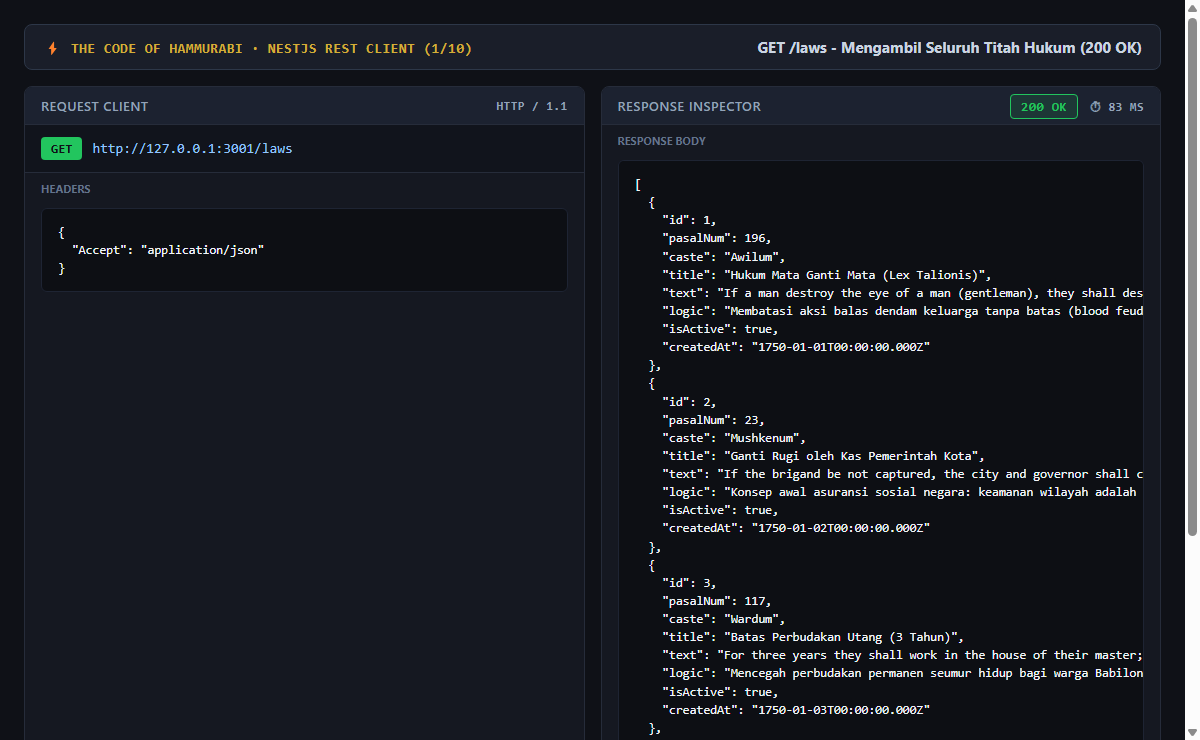 THE CODE OF HAMMURABI · NESTJS REST CLIENT (1/10)
GET /laws - Mengambil Seluruh Titah Hukum (200 OK)
REQUEST CLIENT
HTTP / 1.1
GET
http://127.0.0.1:3001/laws
HEADERS
{
  "Accept": "application/json"
}
RESPONSE INSPECTOR
200 OK
⏱ 83 MS
RESPONSE BODY
[
  {
    "id": 1,
    "pasalNum": 196,
    "caste": "Awilum",
    "title": "Hukum Mata Ganti Mata (Lex Talionis)",
    "text": "If a man destroy the eye of a man (gentleman), they shall des
    "logic": "Membatasi aksi balas dendam keluarga tanpa batas (blood feud
    "isActive": true,
    "createdAt": "1750-01-01T00:00:00.000Z"
  },
  {
    "id": 2,
    "pasalNum": 23,
    "caste": "Mushkenum",
    "title": "Ganti Rugi oleh Kas Pemerintah Kota",
    "text": "If the brigand be not captured, the city and governor shall c
    "logic": "Konsep awal asuransi sosial negara: keamanan wilayah adalah
    "isActive": true,
    "createdAt": "1750-01-02T00:00:00.000Z"
  },
  {
    "id": 3,
    "pasalNum": 117,
    "caste": "Wardum",
    "title": "Batas Perbudakan Utang (3 Tahun)",
    "text": "For three years they shall work in the house of their master;
    "logic": "Mencegah perbudakan permanen seumur hidup bagi warga Babilon
    "isActive": true,
    "createdAt": "1750-01-03T00:00:00.000Z"
  },